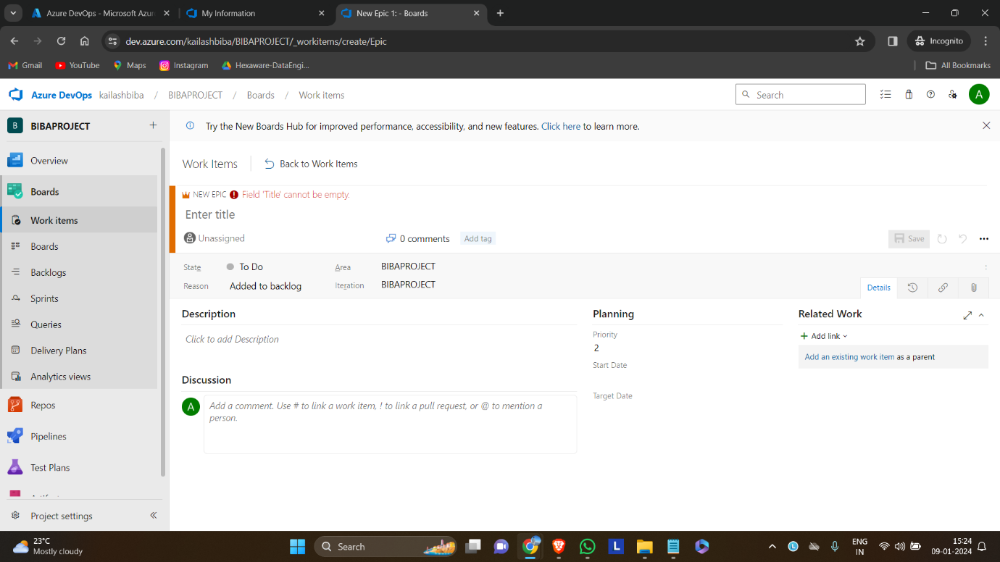 Azure DevOps - Microsoft Azur
My Information
New Epic 1: - Boards
dev.azure.com/kailashbiba/BIBAPROJECT/_workitems/create/Epic
Incognito
Gmail
YouTube
Maps
Instagram
Hexaware-DataEngi...
All Bookmarks
Azure DevOps kailashbiba / BIBAPROJECT / Boards / Work items
Search
A
B BIBAPROJECT
Try the New Boards Hub for improved performance, accessibility, and new features. Click here to learn more.
Overview
Boards
Work items
Boards
Backlogs
Sprints
Queries
Delivery Plans
Analytics views
Repos
Pipelines
Test Plans
Project settings
Work Items
Back to Work Items
NEW EPIC Field 'Title' cannot be empty.
Enter title
Unassigned
0 comments
Add tag
Save
State To Do
Area BIBAPROJECT
Reason Added to backlog
Iteration BIBAPROJECT
Details
Description
Click to add Description
Discussion
A
Add a comment. Use # to link a work item, ! to link a pull request, or @ to mention a
person.
Planning
Priority
2
Start Date
Target Date
Related Work
Add link
Add an existing work item as a parent
23°C
Mostly cloudy
Search
L
L
ENG
IN
15:24
09-01-2024